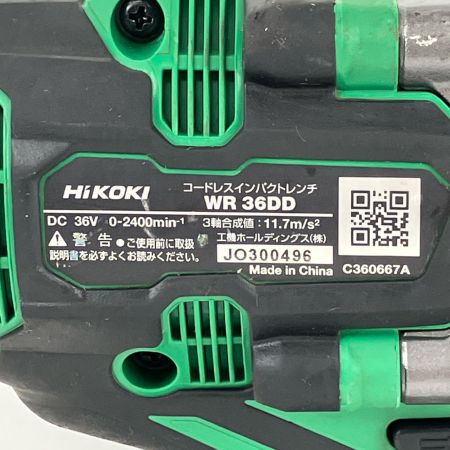 HiKOKI
コードレスインパクトレンチ
WR 36DD
DC 36V 0-2400min-1
3軸合成値：11.7m/s²
⚠ 警告 ●ご使用前に取扱
説明書を必ずよくお読みください。
工機ホールディングス(株)
JO300496
Made in China
C360667A